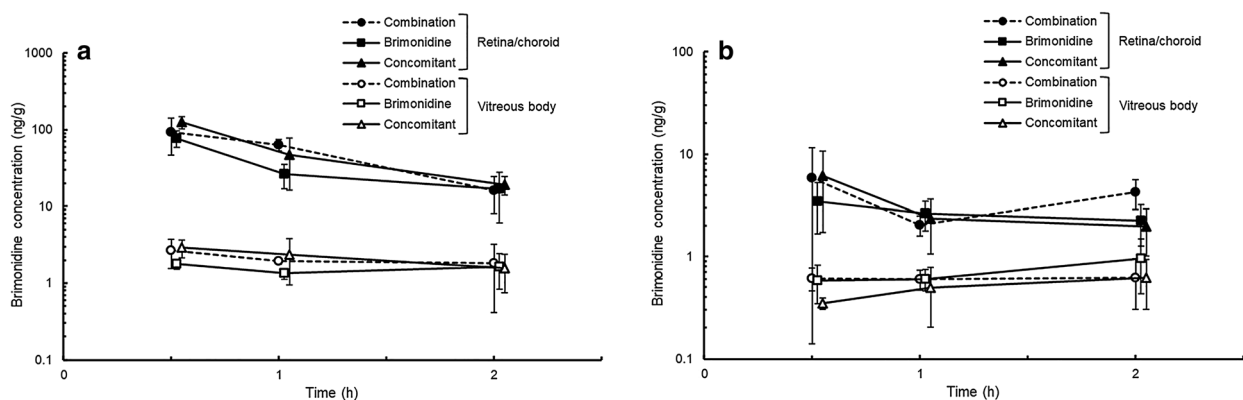 a
Combination
Brimonidine
Concomitant
Retina/choroid
Combination
Brimonidine
Concomitant
Vitreous body
Brimonidine concentration (ng/g)
1000
100
10
1
0.1
0
1
2
Time (h)
b
Combination
Brimonidine
Concomitant
Retina/choroid
Combination
Brimonidine
Concomitant
Vitreous body
Brimonidine concentration (ng/g)
100
10
1
0.1
0
1
2
Time (h)